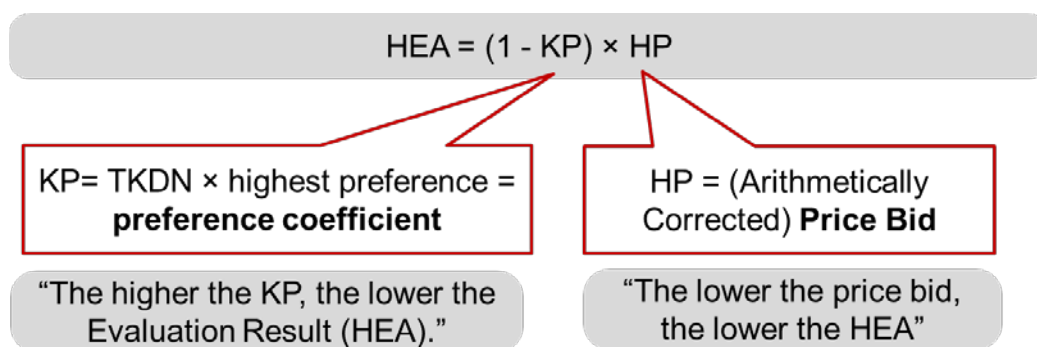 HEA = (1 - KP) × HP
KP= TKDN × highest preference =
preference coefficient
HP = (Arithmetically
Corrected) Price Bid
“The higher the KP, the lower the
Evaluation Result (HEA).”
“The lower the price bid,
the lower the HEA”